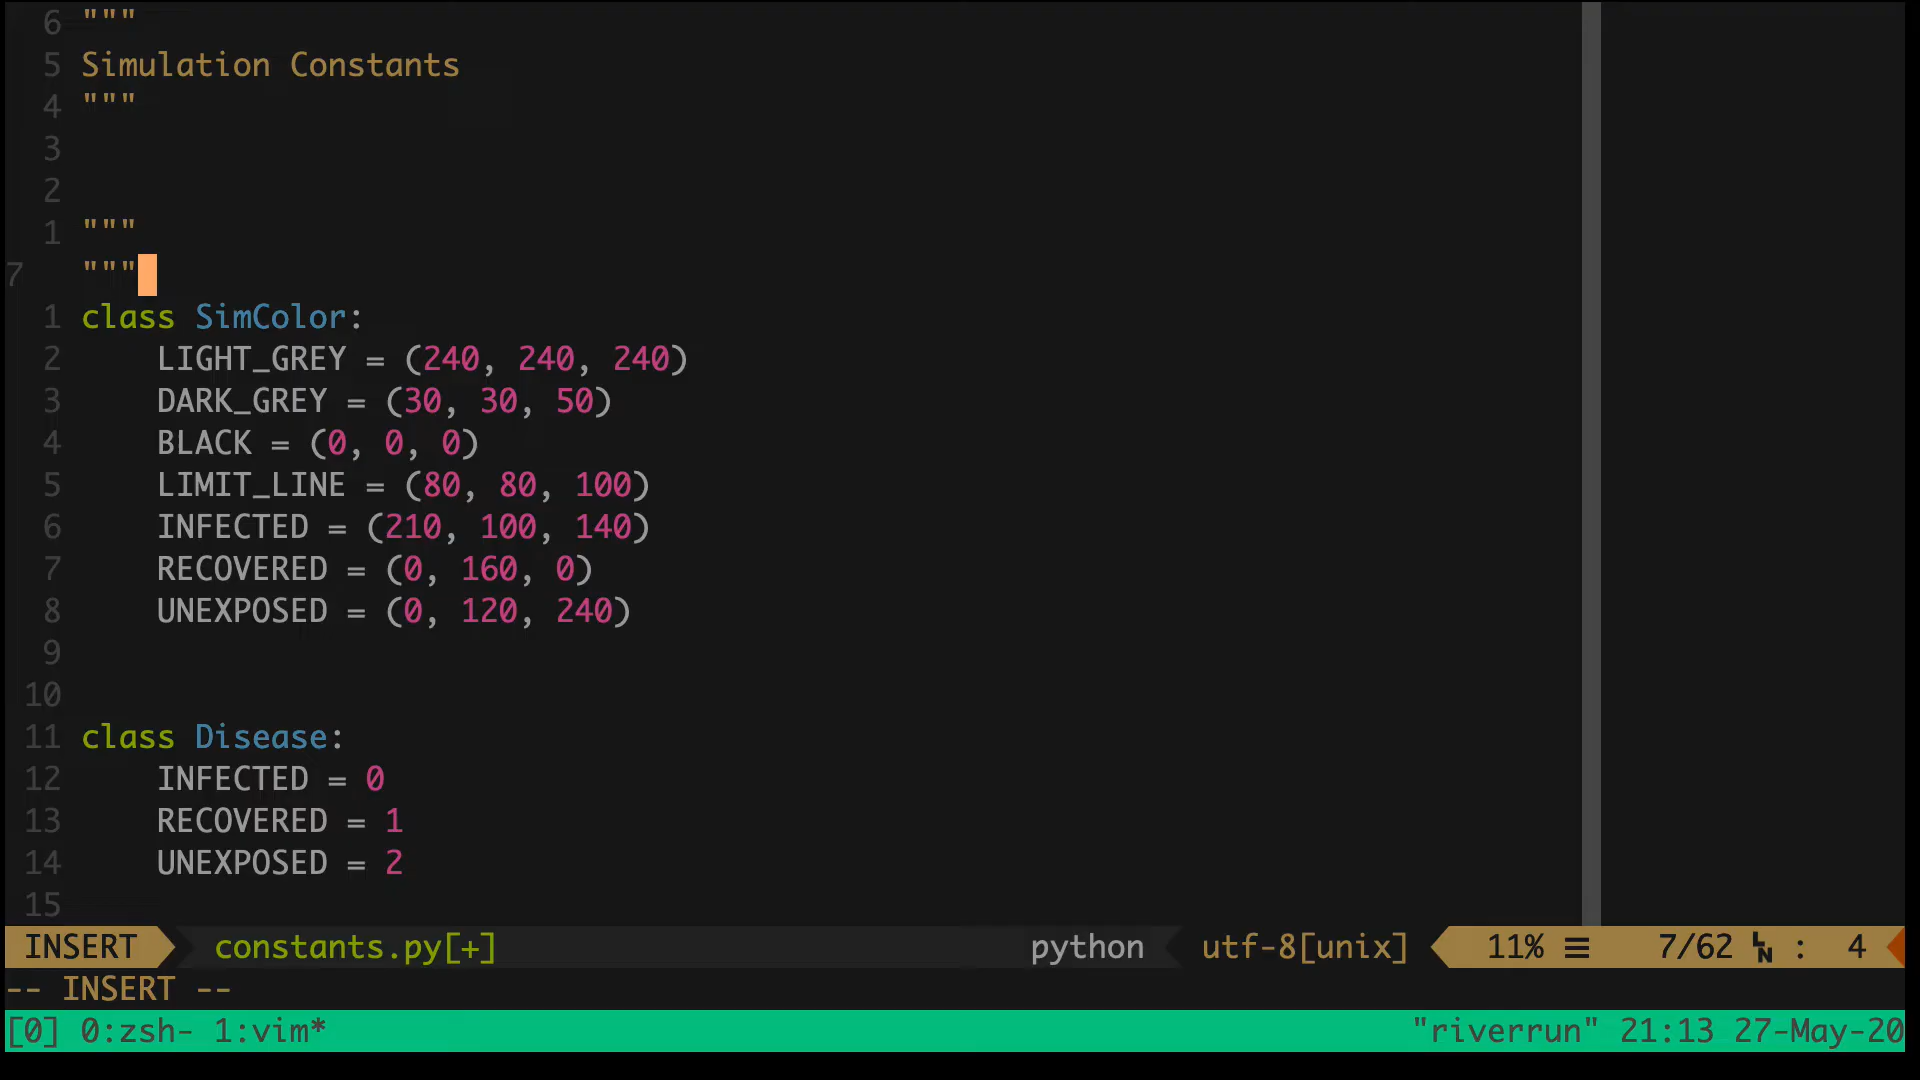 6 """
5 Simulation Constants
4 """
3
2
1 """
7 """
1 class SimColor:
2 LIGHT_GREY = (240, 240, 240)
3 DARK_GREY = (30, 30, 50)
4 BLACK = (0, 0, 0)
5 LIMIT_LINE = (80, 80, 100)
6 INFECTED = (210, 100, 140)
7 RECOVERED = (0, 160, 0)
8 UNEXPOSED = (0, 120, 240)
9
10
11 class Disease:
12 INFECTED = 0
13 RECOVERED = 1
14 UNEXPOSED = 2
15
INSERT constants.py[+] python utf-8[unix] 11% ☰ 7/62 ␤ : 4
-- INSERT --
[0] 0:zsh- 1:vim* "riverrun" 21:13 27-May-20